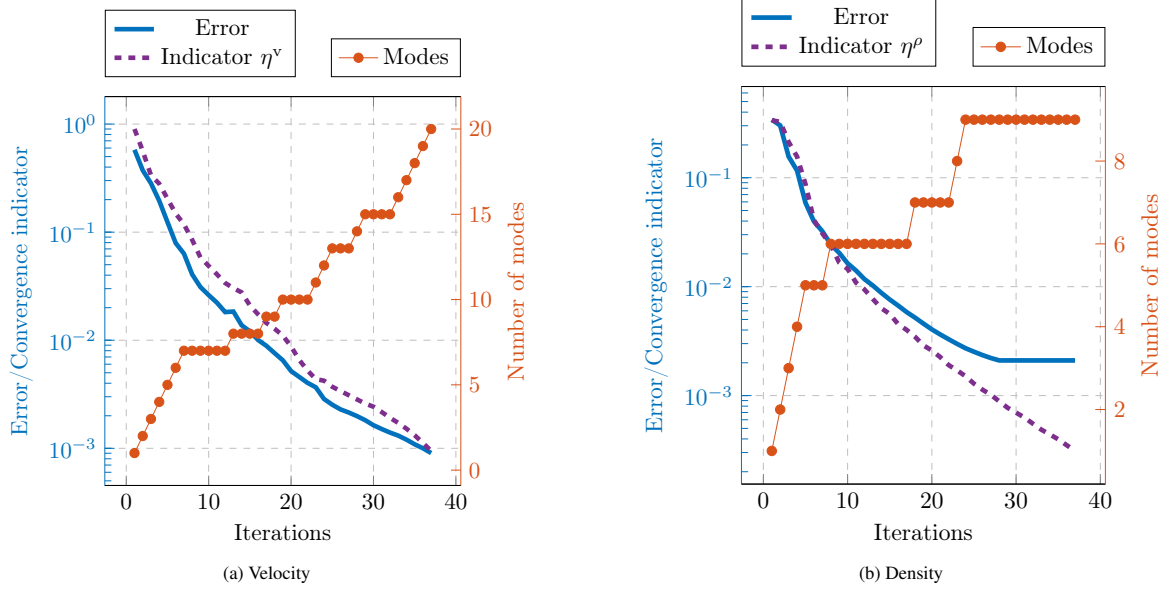 Error
Indicator η^v
Modes
Error/Convergence indicator
10^0
10^−1
10^−2
10^−3
20
15
10
5
0
Number of modes
0 10 20 30 40
Iterations
(a) Velocity
Error
Indicator η^ρ
Modes
Error/Convergence indicator
10^−1
10^−2
10^−3
8
6
4
2
Number of modes
0 10 20 30 40
Iterations
(b) Density